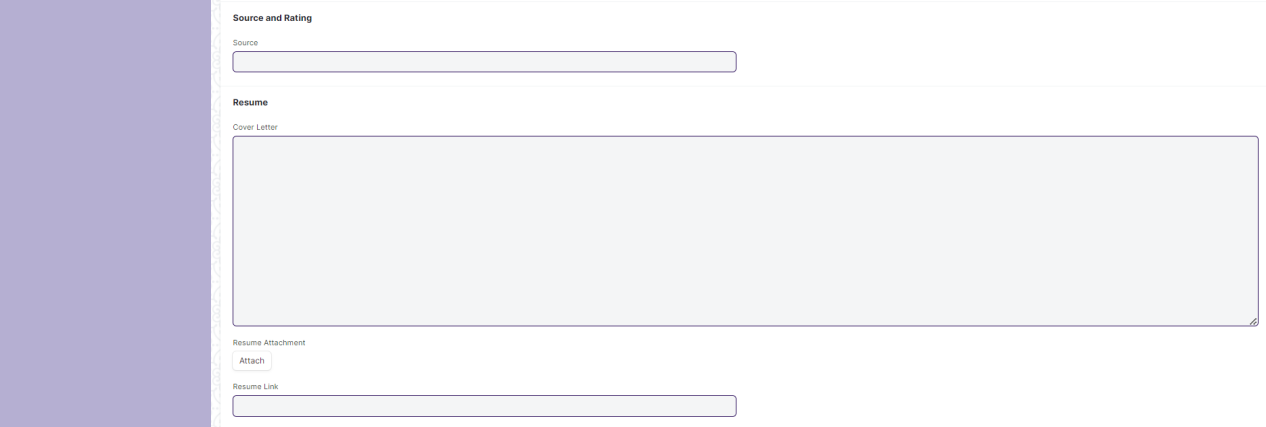 Source and Rating
Source
Resume
Cover Letter
Resume Attachment
Attach
Resume Link